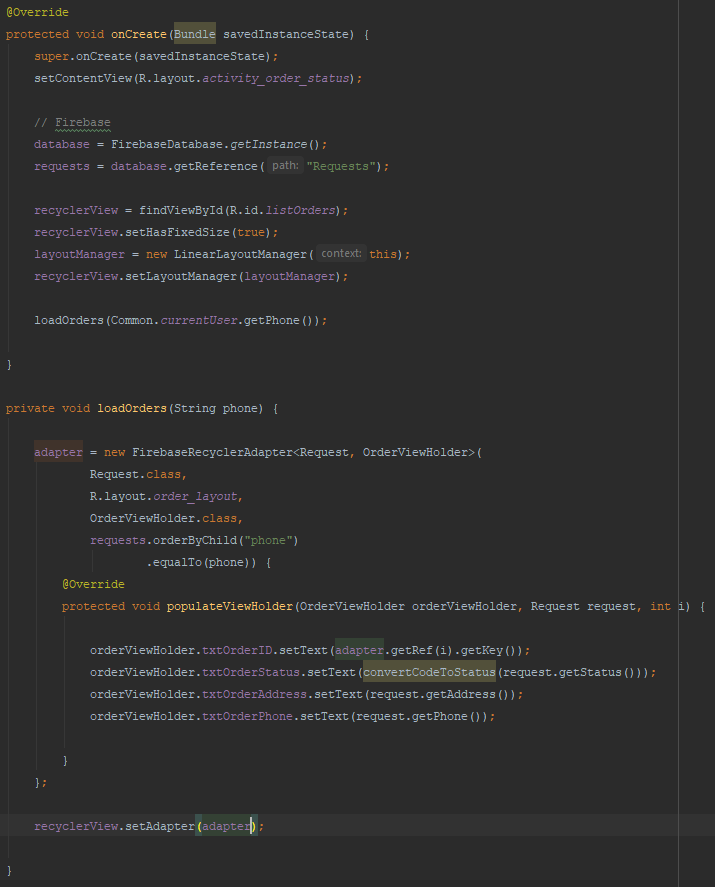 @Override
protected void onCreate(Bundle savedInstanceState) {
super.onCreate(savedInstanceState);
setContentView(R.layout.activity_order_status);
// Firebase
database = FirebaseDatabase.getInstance();
requests = database.getReference( path: "Requests");
recyclerView = findViewById(R.id.listOrders);
recyclerView.setHasFixedSize(true);
layoutManager = new LinearLayoutManager( context: this);
recyclerView.setLayoutManager(layoutManager);
loadOrders(Common.currentUser.getPhone());
}
private void loadOrders(String phone) {
adapter = new FirebaseRecyclerAdapter<Request, OrderViewHolder>(
Request.class,
R.layout.order_layout,
OrderViewHolder.class,
requests.orderByChild("phone")
.equalTo(phone)) {
@Override
protected void populateViewHolder(OrderViewHolder orderViewHolder, Request request, int i) {
orderViewHolder.txtOrderID.setText(adapter.getRef(i).getKey());
orderViewHolder.txtOrderStatus.setText(convertCodeToStatus(request.getStatus()));
orderViewHolder.txtOrderAddress.setText(request.getAddress());
orderViewHolder.txtOrderPhone.setText(request.getPhone());
}
};
recyclerView.setAdapter(adapter);
}